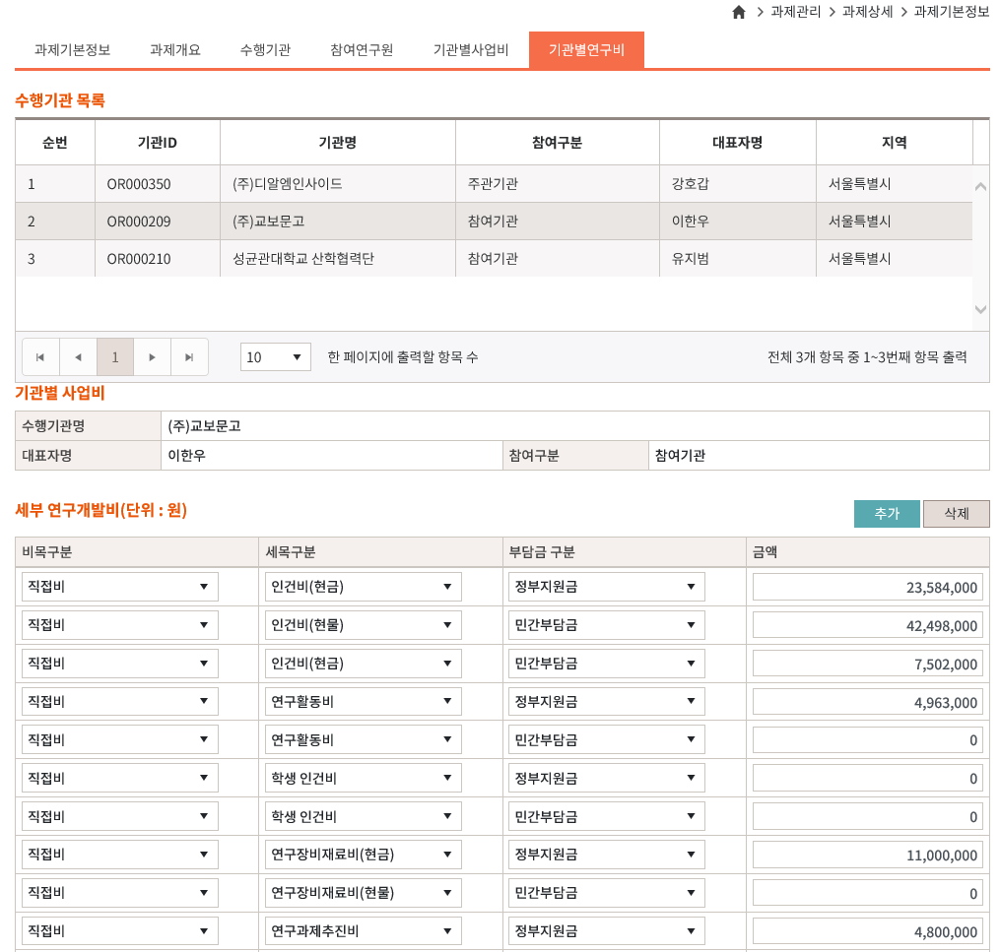 과제관리 과제상세 과제기본정보
과제기본정보 과제개요 수행기관 참여연구원 기관별사업비 기관별연구비
수행기관 목록
순번 기관ID 기관명 참여구분 대표자명 지역
1 OR000350 (주)디알엠인사이드 주관기관 강호갑 서울특별시
2 OR000209 (주)교보문고 참여기관 이한우 서울특별시
3 OR000210 성균관대학교 산학협력단 참여기관 유지범 서울특별시
1 10 한 페이지에 출력할 항목 수 전체 3개 항목 중 1~3번째 항목 출력
기관별 사업비
수행기관명 (주)교보문고
대표자명 이한우 참여구분 참여기관
세부 연구개발비(단위 : 원) 추가 삭제
비목구분 세목구분 부담금 구분 금액
직접비 인건비(현금) 정부지원금 23,584,000
직접비 인건비(현물) 민간부담금 42,498,000
직접비 인건비(현금) 민간부담금 7,502,000
직접비 연구활동비 정부지원금 4,963,000
직접비 연구활동비 민간부담금 0
직접비 학생 인건비 정부지원금 0
직접비 학생 인건비 민간부담금 0
직접비 연구장비재료비(현금) 정부지원금 11,000,000
직접비 연구장비재료비(현물) 민간부담금 0
직접비 연구과제추진비 정부지원금 4,800,000